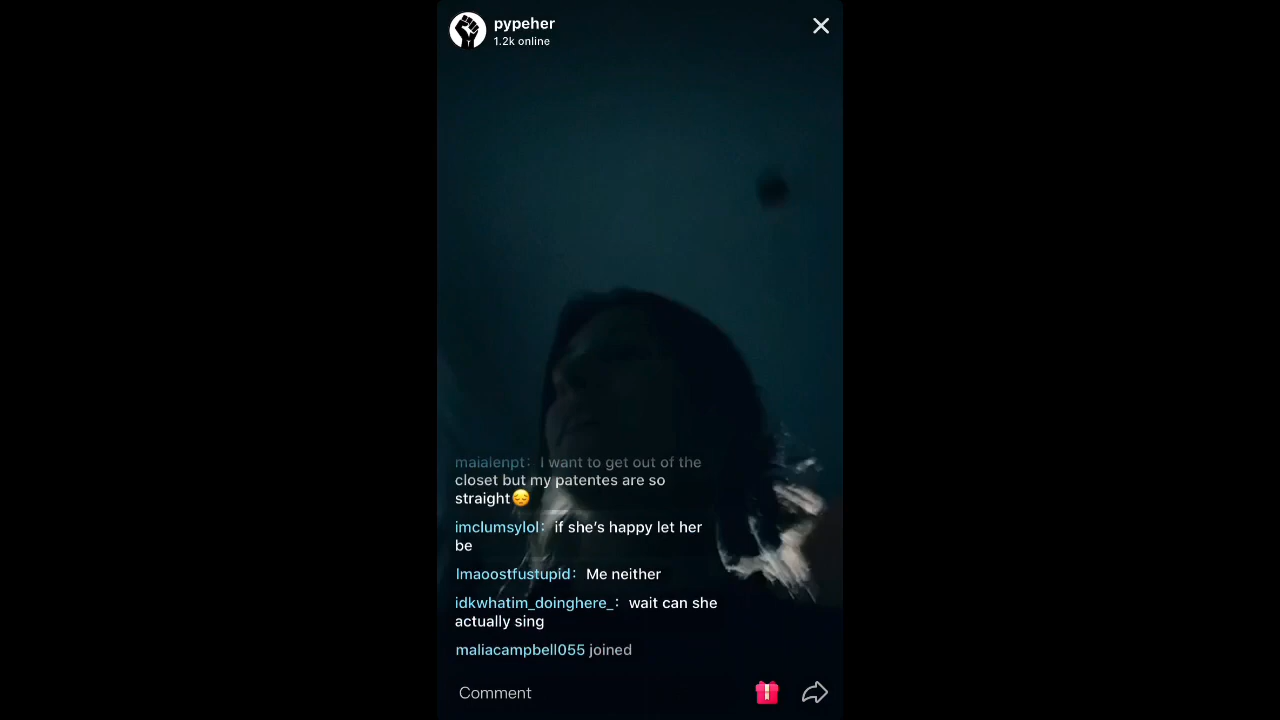 pypeher
1.2k online
maialenpt: I want to get out of the
closet but my patentes are so
straight😔
imclumsylol: if she's happy let her
be
lmaoostfustupid: Me neither
idkwhatim_doinghere_: wait can she
actually sing
maliacampbell055 joined
Comment